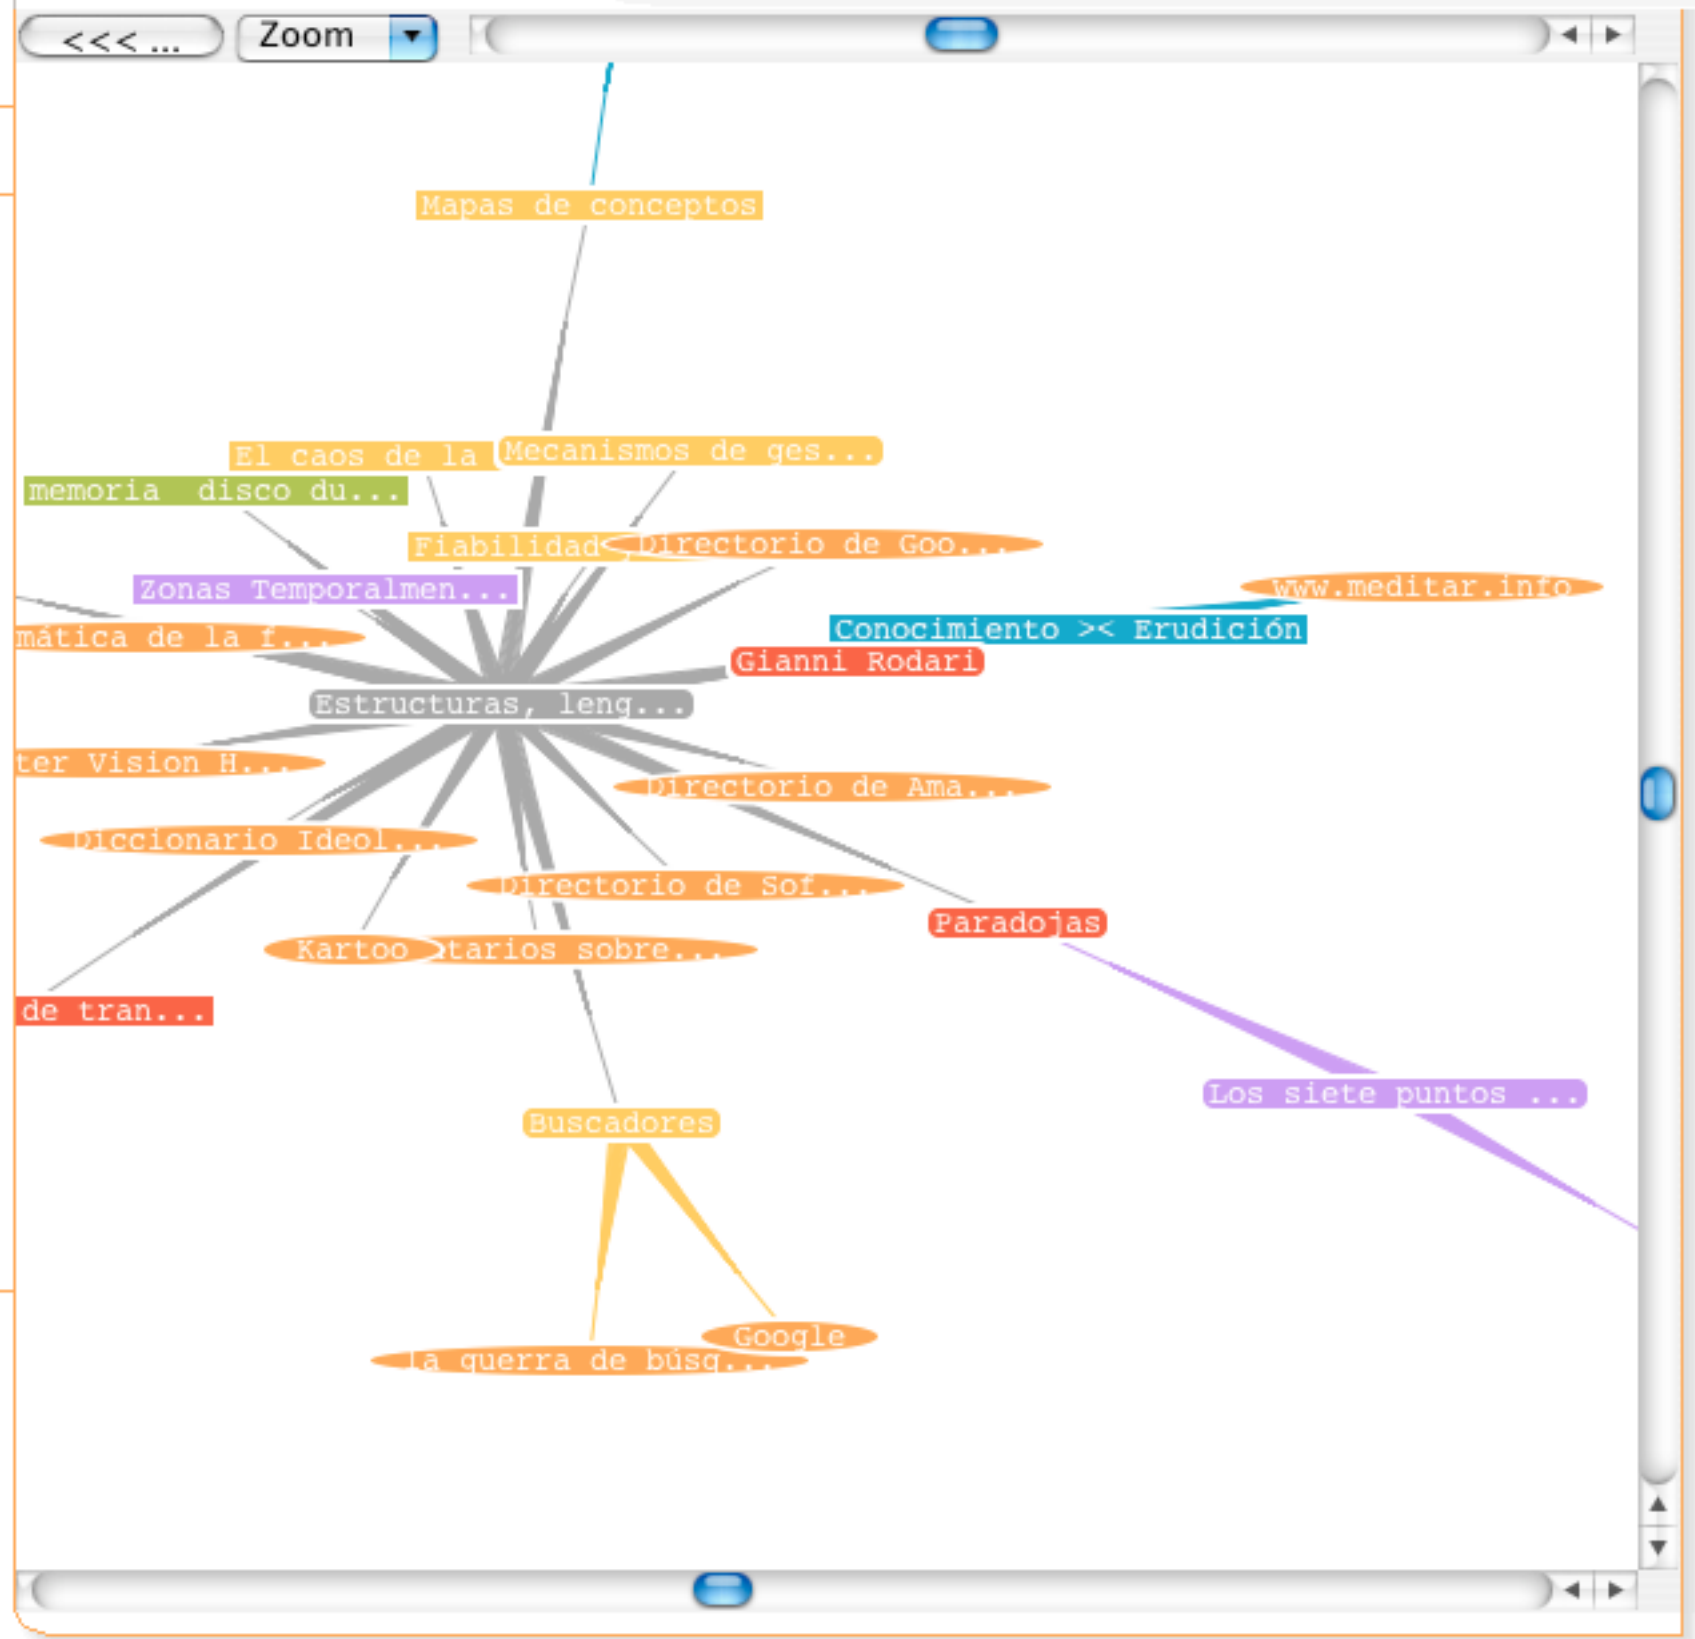 <<< ...
Zoom
Mapas de conceptos
El caos de la
Mecanismos de ges...
memoria  disco du...
Fiabilidad
Directorio de Goo...
Zonas Temporalmen...
www.meditar.info
Conocimiento >< Erudición
mática de la f...
Gianni Rodari
Estructuras, leng...
ter Vision H...
Directorio de Ama...
Diccionario Ideol...
Directorio de Sof...
Paradojas
Kartoo
tarios sobre...
de tran...
Los siete puntos ...
Buscadores
Google
la guerra de búsq...